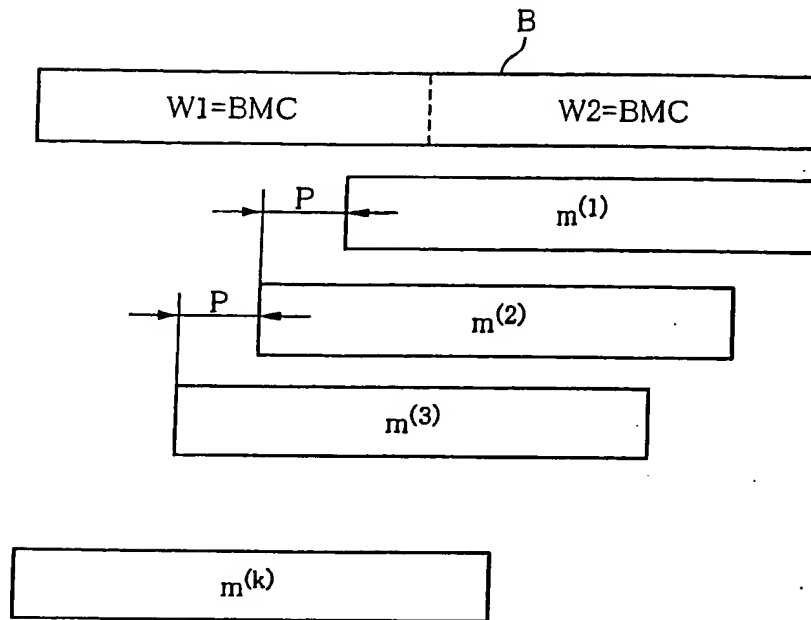 B
W1=BMC W2=BMC
P m(1)
P m(2)
m(3)
m(k)